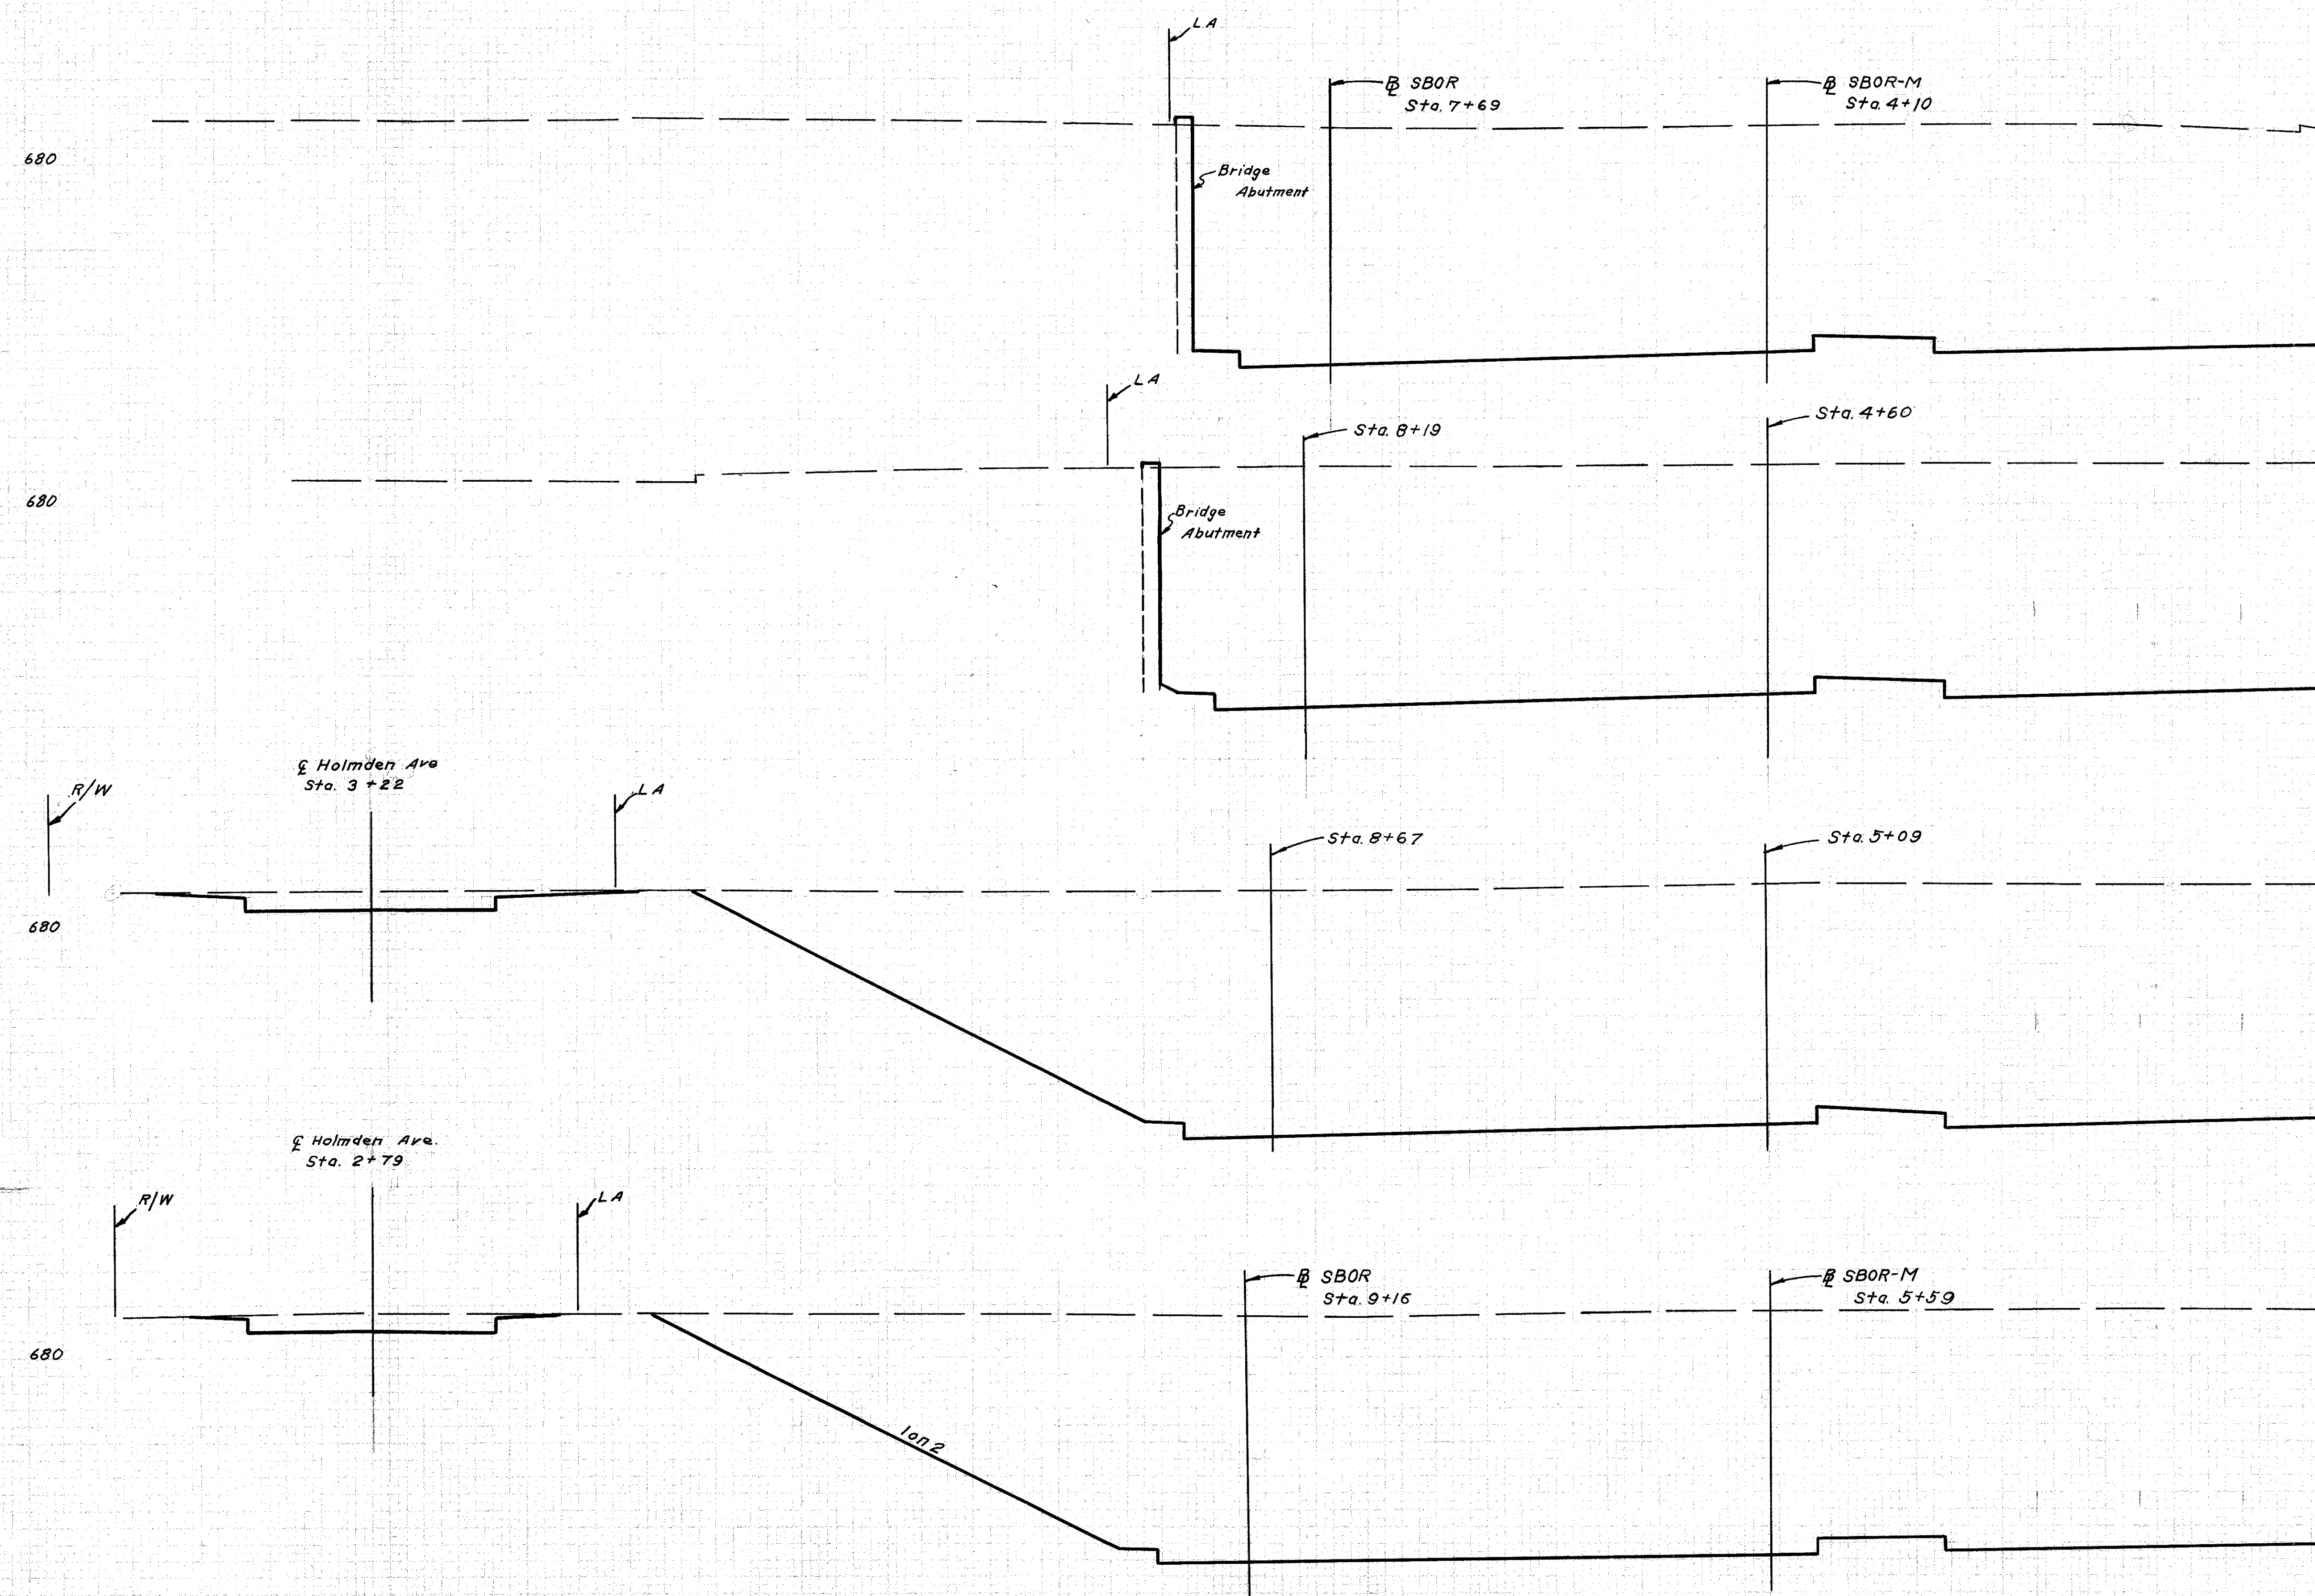 LA
℄ SBOR
Sta. 7+69
℄ SBOR-M
Sta. 4+10
680
Bridge
Abutment
LA
Sta. 8+19
Sta. 4+60
680
Bridge
Abutment
℄ Holmden Ave
Sta. 3+22
R/W
LA
Sta. 8+67
Sta. 5+09
680
℄ Holmden Ave.
Sta. 2+79
R/W
LA
℄ SBOR
Sta. 9+16
℄ SBOR-M
Sta. 5+59
680
1 on 2